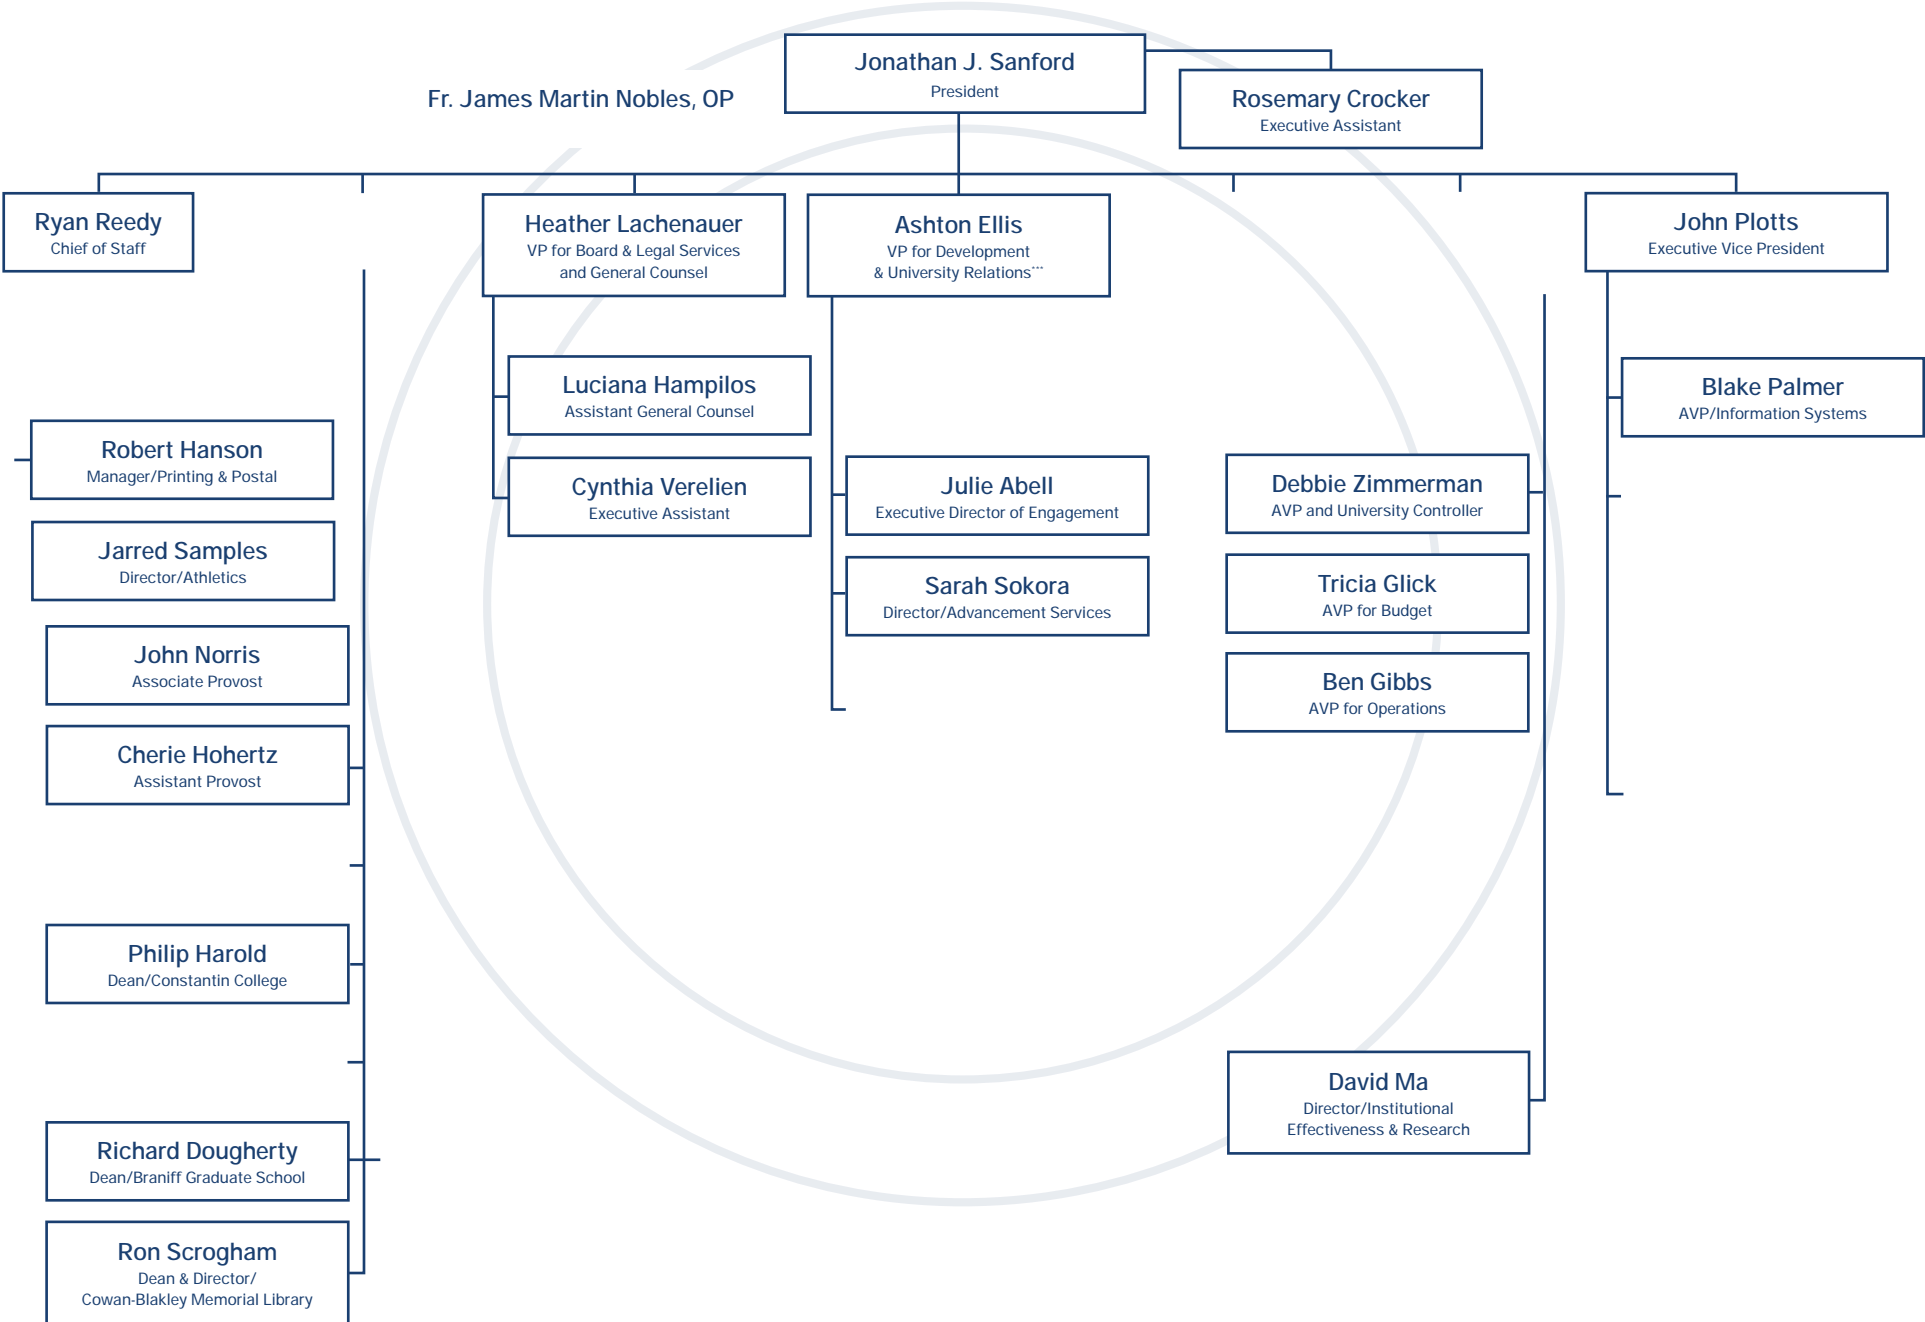 Jonathan J. Sanford
President
Fr. James Martin Nobles, OP
Rosemary Crocker
Executive Assistant
Ryan Reedy
Chief of Staff
Heather Lachenauer
VP for Board & Legal Services
and General Counsel
Ashton Ellis
VP for Development
& University Relations***
John Plotts
Executive Vice President
Luciana Hampilos
Assistant General Counsel
Blake Palmer
AVP/Information Systems
Robert Hanson
Manager/Printing & Postal
Cynthia Verelien
Executive Assistant
Julie Abell
Executive Director of Engagement
Debbie Zimmerman
AVP and University Controller
Jarred Samples
Director/Athletics
Sarah Sokora
Director/Advancement Services
Tricia Glick
AVP for Budget
John Norris
Associate Provost
Ben Gibbs
AVP for Operations
Cherie Hohertz
Assistant Provost
Philip Harold
Dean/Constantin College
David Ma
Director/Institutional
Effectiveness & Research
Richard Dougherty
Dean/Braniff Graduate School
Ron Scrogham
Dean & Director/
Cowan-Blakley Memorial Library